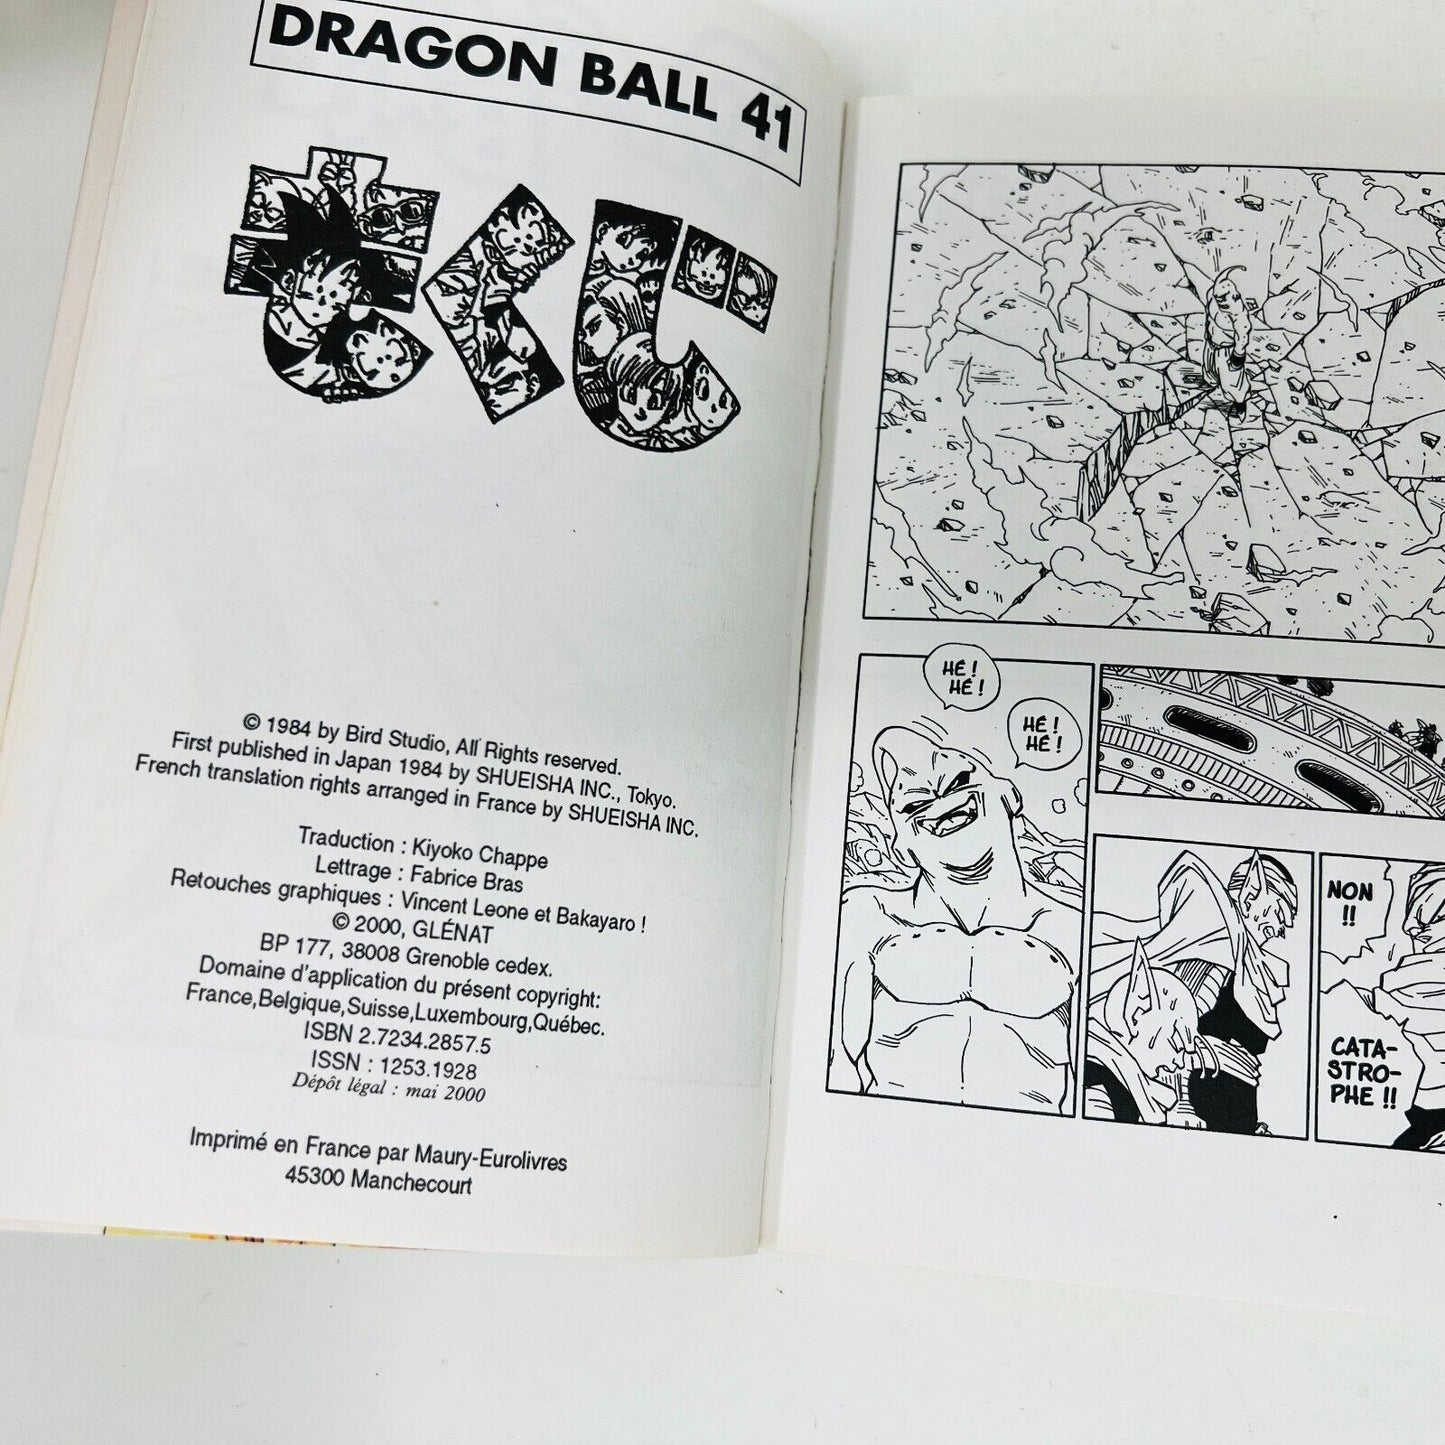 DRAGON BALL 41
© 1984 by Bird Studio, All Rights reserved.
First published in Japan 1984 by SHUEISHA INC., Tokyo.
French translation rights arranged in France by SHUEISHA INC.
Traduction : Kiyoko Chappe
Lettrage : Fabrice Bras
Retouches graphiques : Vincent Leone et Bakayaro !
© 2000, GLÉNAT
BP 177, 38008 Grenoble cedex.
Domaine d'application du présent copyright:
France,Belgique,Suisse,Luxembourg,Québec.
ISBN 2.7234.2857.5
ISSN : 1253.1928
Dépôt légal : mai 2000
Imprimé en France par Maury-Eurolivres
45300 Manchecourt
HÉ !
HÉ !
HÉ !
HÉ !
NON
!!
CATA-
STRO-
PHE !!